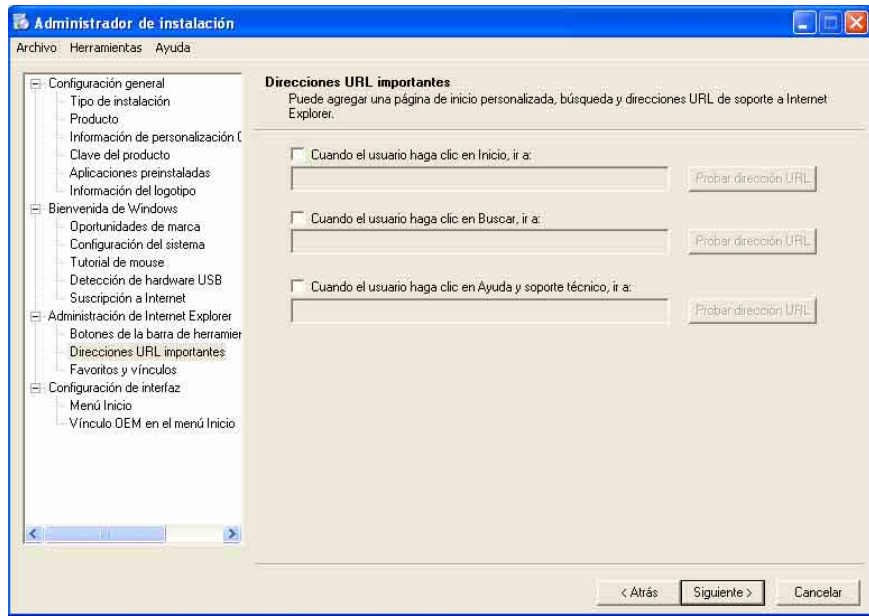 Administrador de instalación
Archivo Herramientas Ayuda
Configuración general
Tipo de instalación
Producto
Información de personalización
Clave del producto
Aplicaciones preinstaladas
Información del logotipo
Bienvenida de Windows
Oportunidades de marca
Configuración del sistema
Tutorial de mouse
Detección de hardware USB
Suscripción a Internet
Administración de Internet Explorer
Botones de la barra de herramier
Direcciones URL importantes
Favoritos y vínculos
Configuración de interfaz
Menú Inicio
Vínculo OEM en el menú Inicio
Direcciones URL importantes
Puede agregar una página de inicio personalizada, búsqueda y direcciones URL de soporte a Internet
Explorer.
Cuando el usuario haga clic en Inicio, ir a:
Probar dirección URL
Cuando el usuario haga clic en Buscar, ir a:
Probar dirección URL
Cuando el usuario haga clic en Ayuda y soporte técnico, ir a:
Probar dirección URL
< Atrás Siguiente > Cancelar